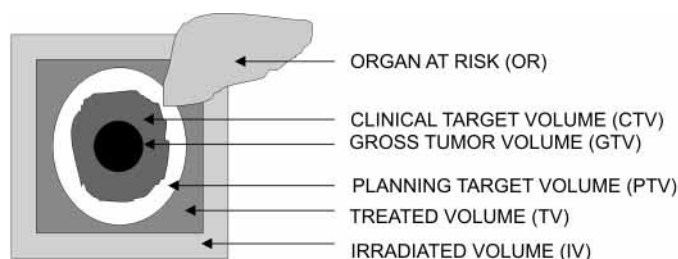 ORGAN AT RISK (OR)
CLINICAL TARGET VOLUME (CTV)
GROSS TUMOR VOLUME (GTV)
PLANNING TARGET VOLUME (PTV)
TREATED VOLUME (TV)
IRRADIATED VOLUME (IV)